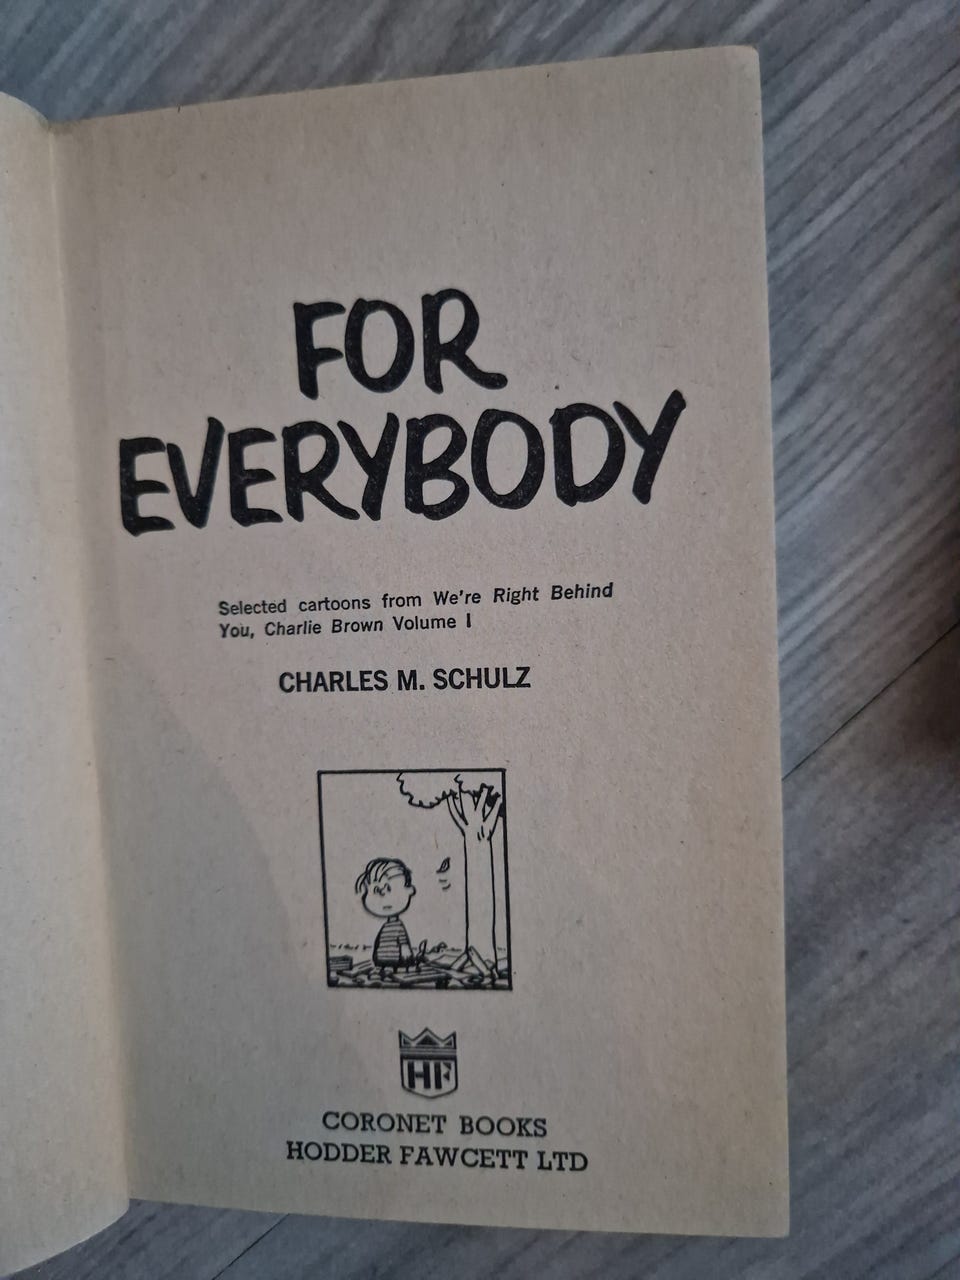 FOR
EVERYBODY
Selected cartoons from We're Right Behind
You, Charlie Brown Volume I
CHARLES M. SCHULZ
HF
CORONET BOOKS
HODDER FAWCETT LTD